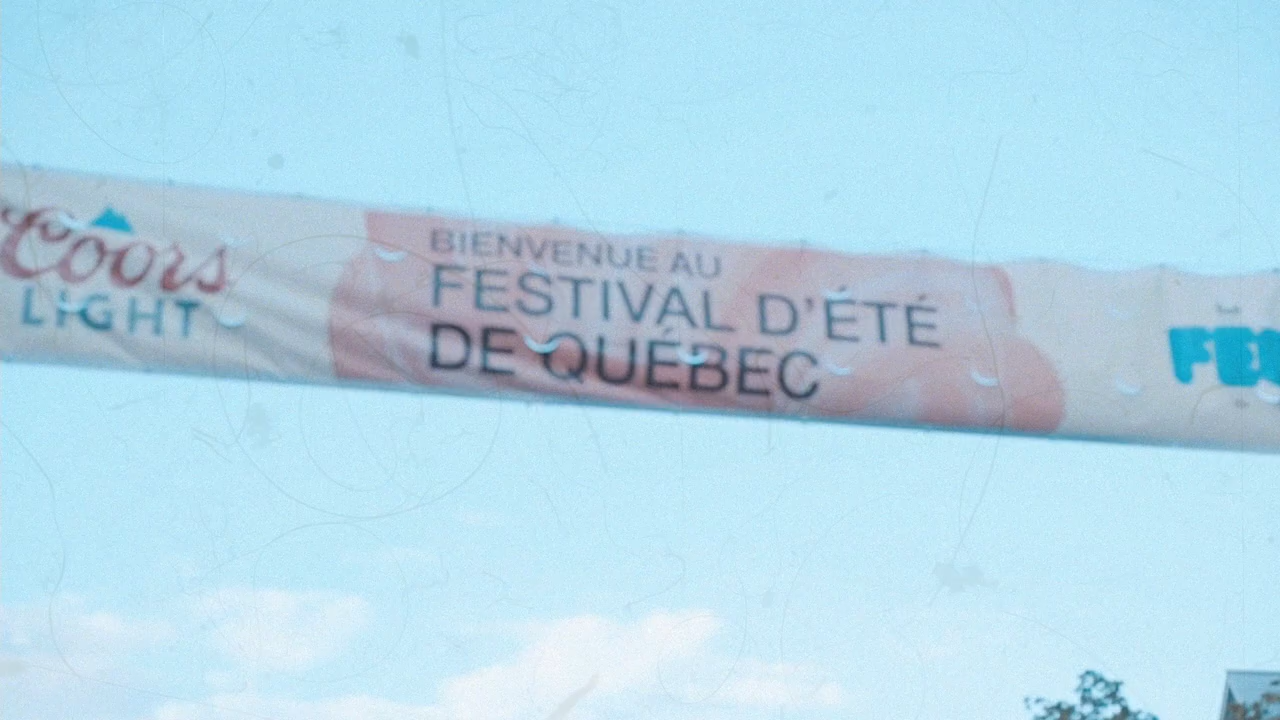 Coors
LIGHT
BIENVENUE AU
FESTIVAL D'ÉTÉ
DE QUÉBEC